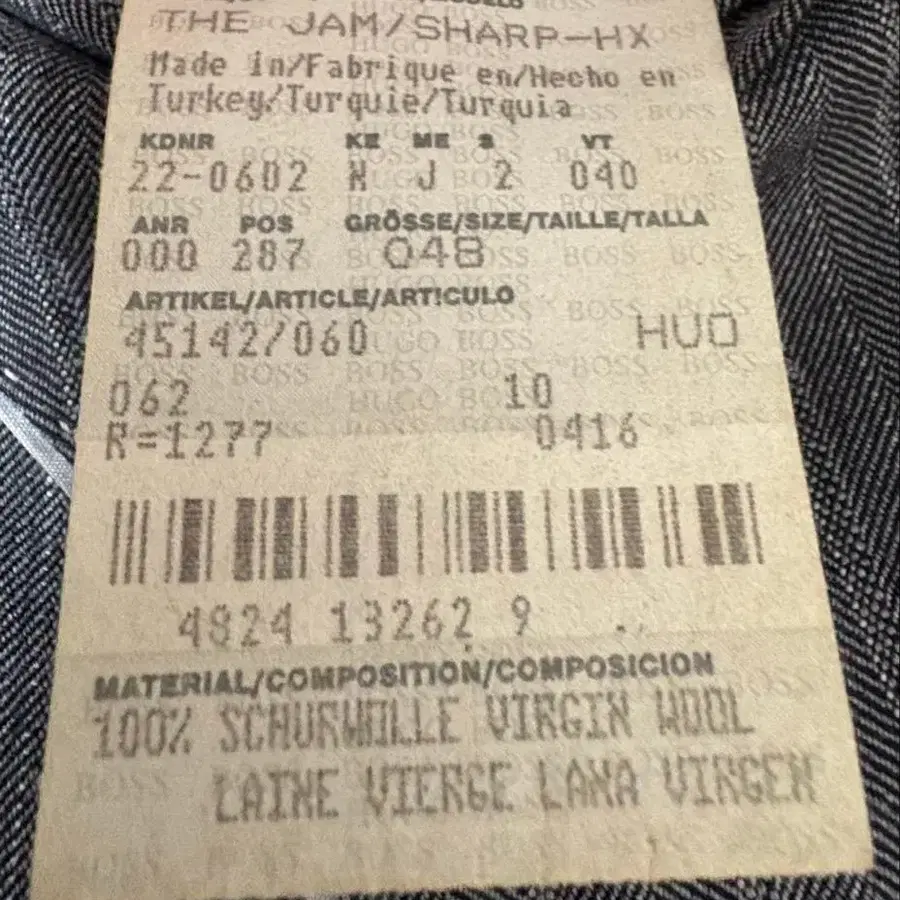 THE JAM/SHARP-HX
Made in/Fabrique en/Hecho en
Turkey/Turquie/Turquia
KDNR KE ME S VT
22-0602 N J 2 040
ANR POS GRÖSSE/SIZE/TAILLE/TALLA
000 287 048
ARTIKEL/ARTICLE/ARTICULO
45142/060 HUO
062 10
R=1277 0416
4824 13262 9
MATERIAL/COMPOSITION/COMPOSICION
100% SCHURWOLLE VIRGIN WOOL
LAINE VIERGE LANA VIRGEN